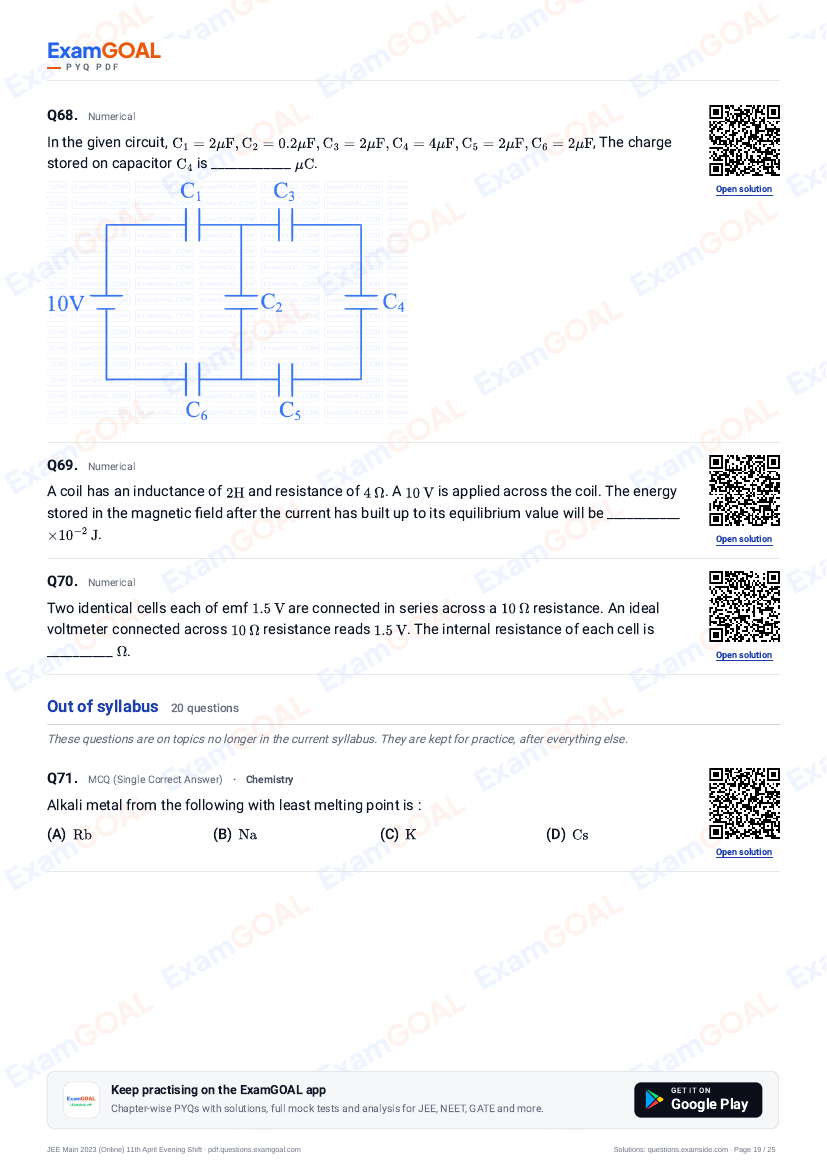 ExamGOAL
PYQ PDF
Q68. Numerical
In the given circuit, C₁ = 2μF, C₂ = 0.2μF, C₃ = 2μF, C₄ = 4μF, C₅ = 2μF, C₆ = 2μF, The charge
stored on capacitor C₄ is ____________ μC.
Open solution
C₁ C₃
10V C₂ C₄
C₆ C₅
Q69. Numerical
A coil has an inductance of 2H and resistance of 4 Ω. A 10 V is applied across the coil. The energy
stored in the magnetic field after the current has built up to its equilibrium value will be ___________
×10⁻² J.
Open solution
Q70. Numerical
Two identical cells each of emf 1.5 V are connected in series across a 10 Ω resistance. An ideal
voltmeter connected across 10 Ω resistance reads 1.5 V. The internal resistance of each cell is
__________ Ω.
Open solution
Out of syllabus 20 questions
These questions are on topics no longer in the current syllabus. They are kept for practice, after everything else.
Q71. MCQ (Single Correct Answer) · Chemistry
Alkali metal from the following with least melting point is :
(A) Rb (B) Na (C) K (D) Cs
Open solution
Keep practising on the ExamGOAL app
Chapter-wise PYQs with solutions, full mock tests and analysis for JEE, NEET, GATE and more.
GET IT ON
Google Play
JEE Main 2023 (Online) 11th April Evening Shift · pdf.questions.examgoal.com
Solutions: questions.examside.com · Page 19 / 25